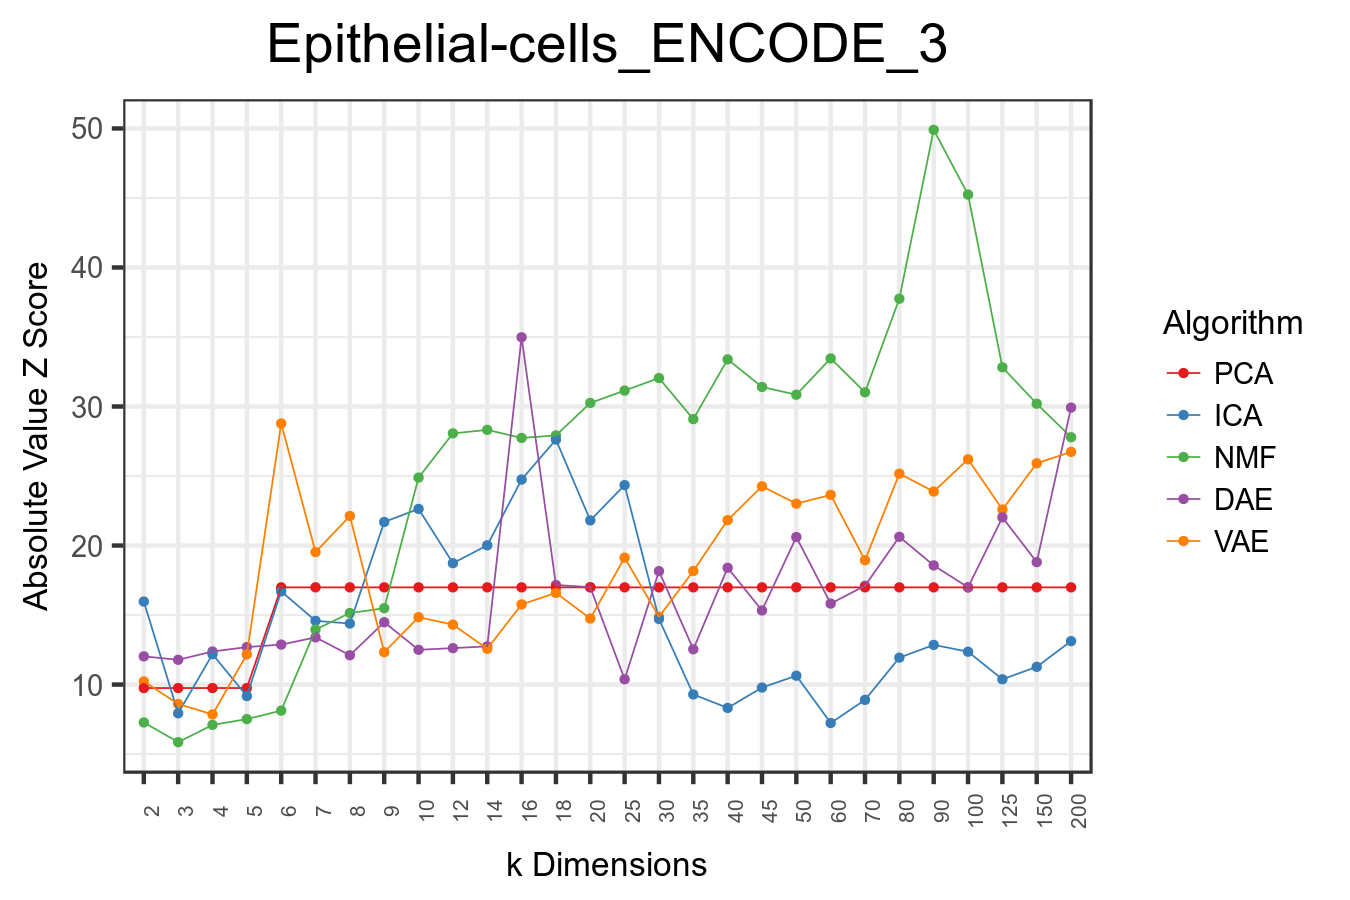 Epithelial-cells_ENCODE_3
50
40
30
20
10
Absolute Value Z Score
2 3 4 5 6 7 8 9 10 12 14 16 18 20 25 30 35 40 45 50 60 70 80 90 100 125 150 200
k Dimensions
Algorithm
PCA
ICA
NMF
DAE
VAE